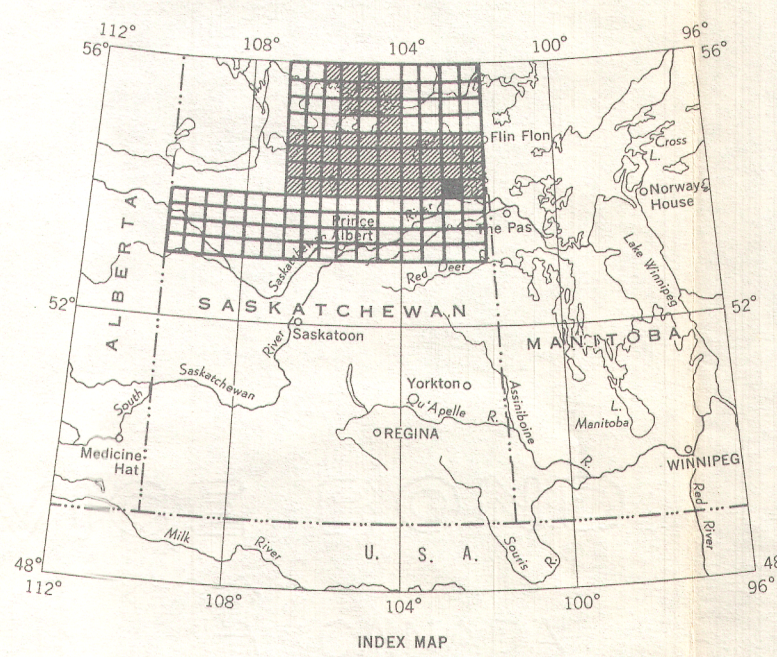 112°
108°
104°
100°
96°
56°
56°
Flin Flon
Cross
L.
Norway
House
River
Prince
Albert
The Pas
Saskatchewan
Red Deer
Lake Winnipeg
ALBERTA
52°
SASKATCHEWAN
52°
MANITOBA
Saskatoon
River
Saskatchewan
South
Yorkton
Qu'Appelle
R.
Assiniboine
L.
Manitoba
REGINA
Medicine
Hat
R.
WINNIPEG
Red
River
Milk
River
U. S. A.
Souris
R.
48°
48
112°
108°
104°
100°
96°
INDEX MAP